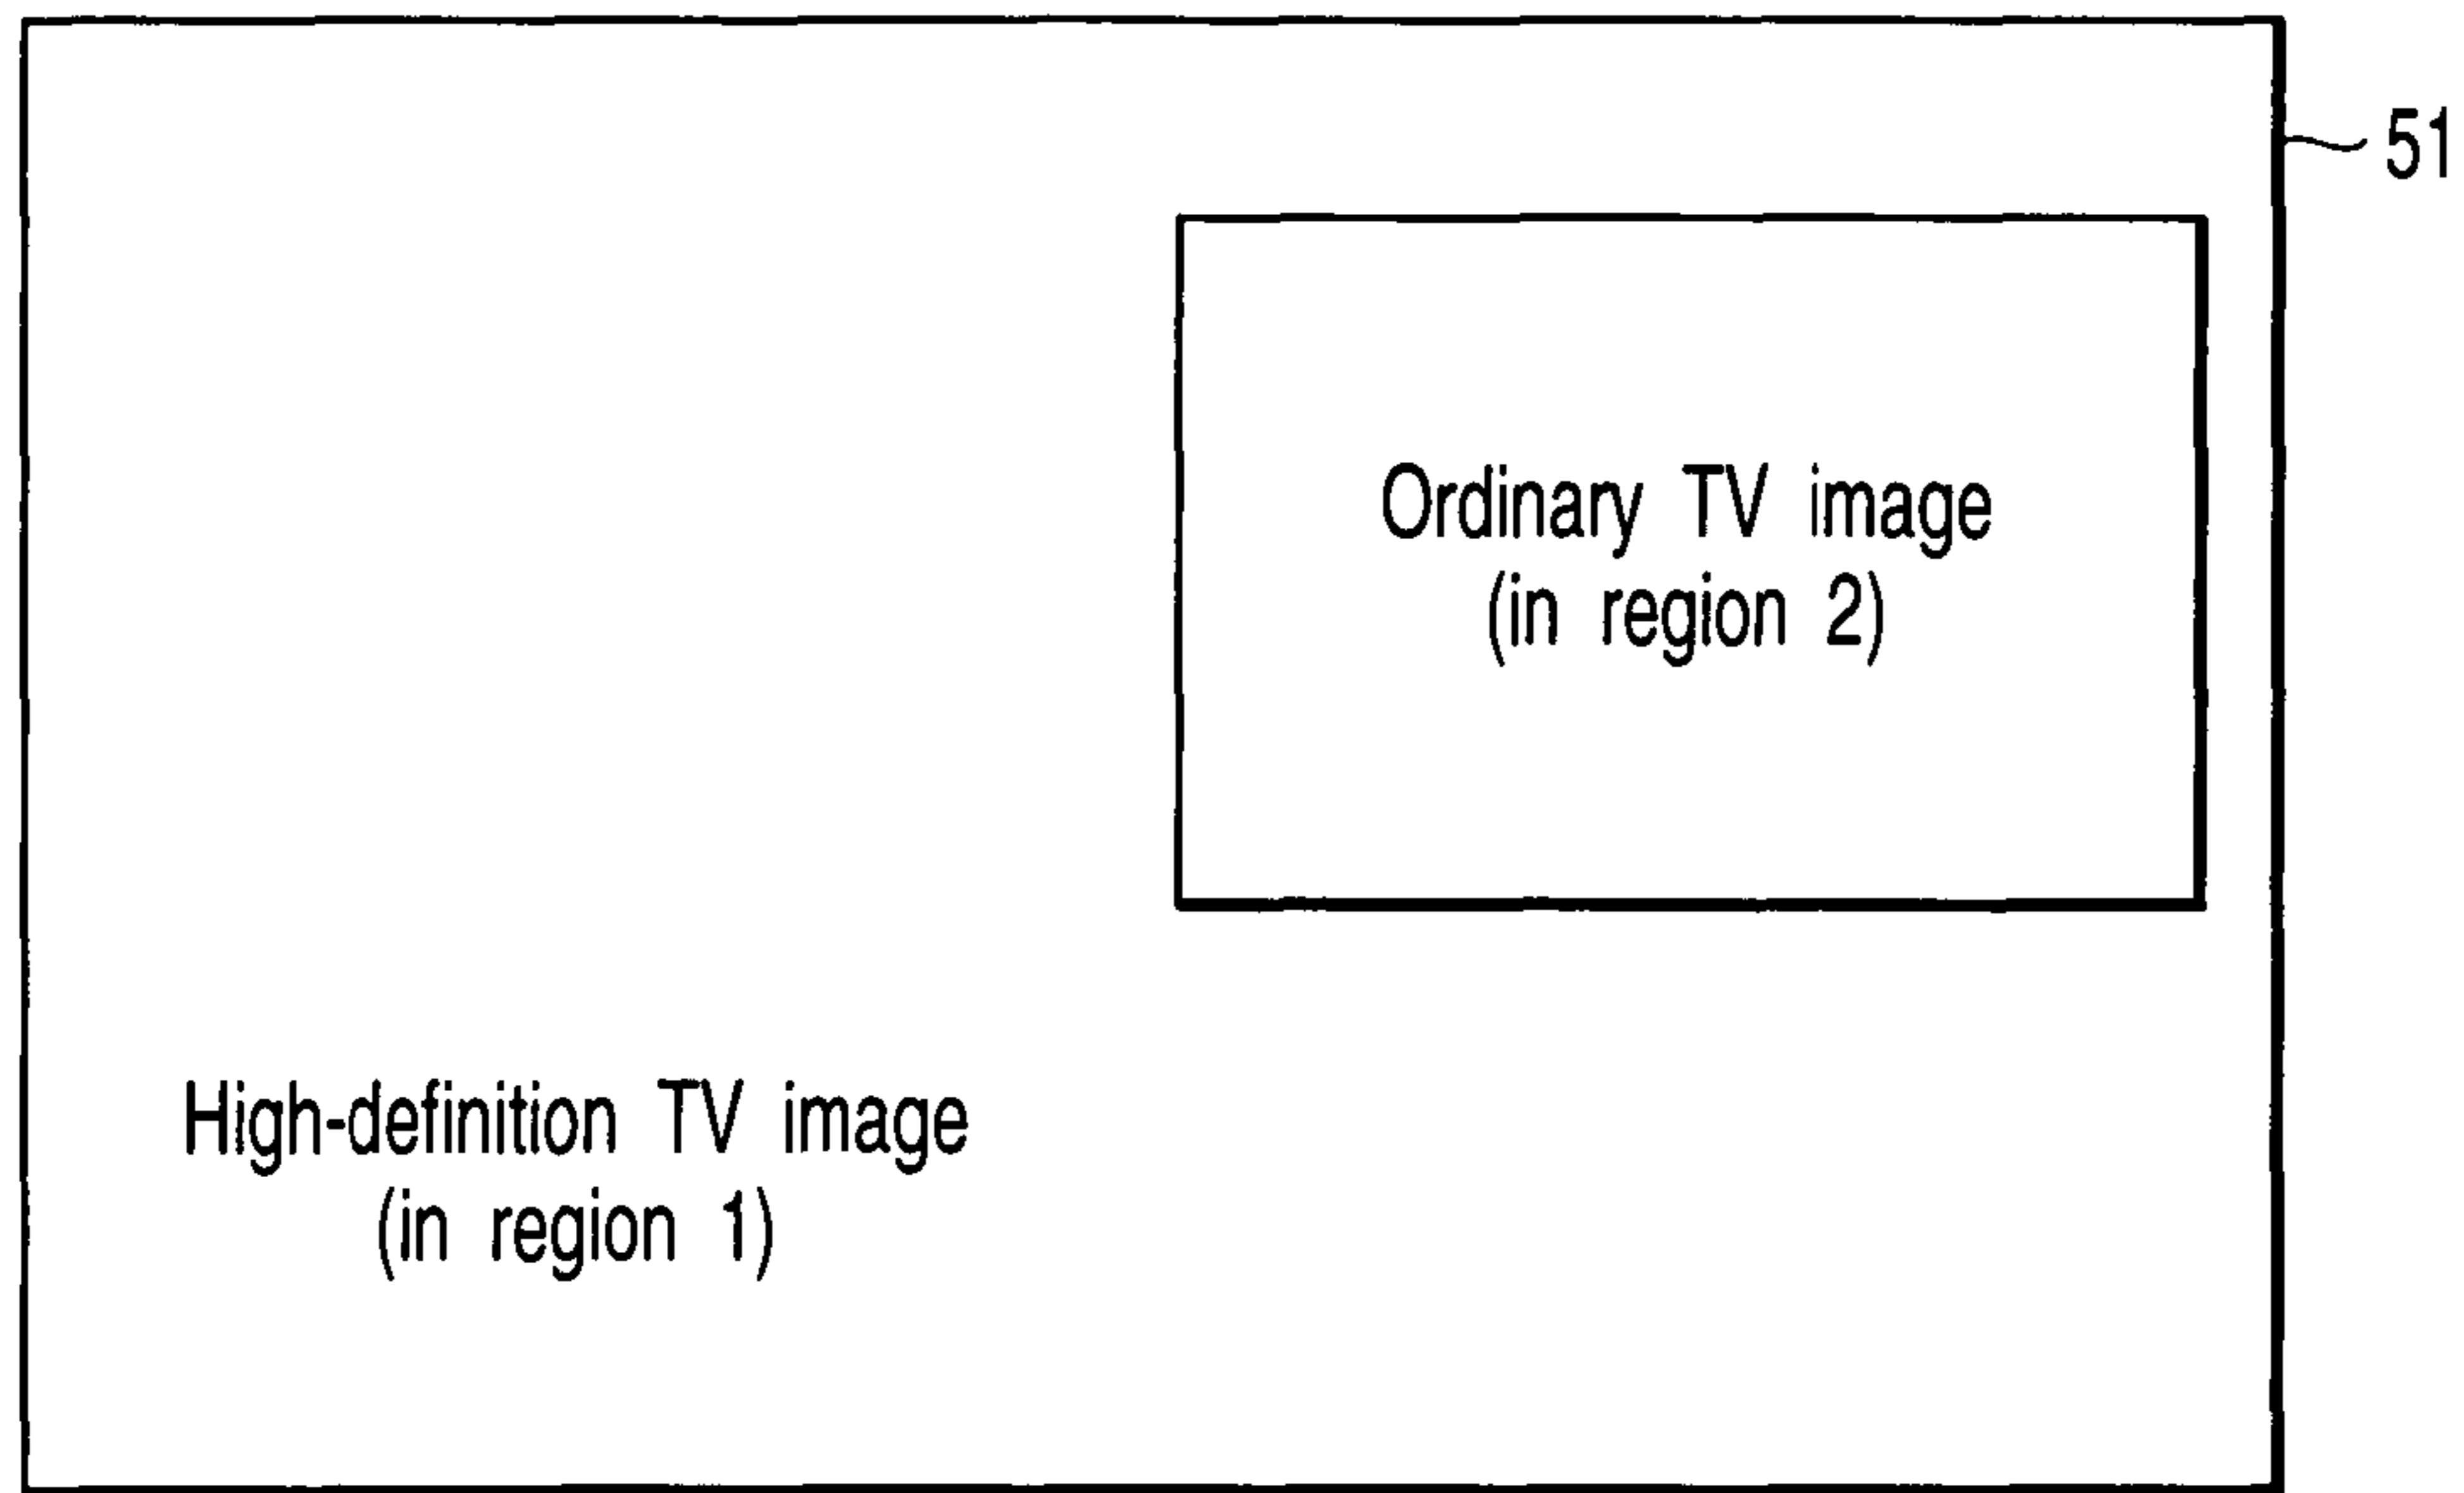 51
Ordinary TV image
(in region 2)
High-definition TV image
(in region 1)